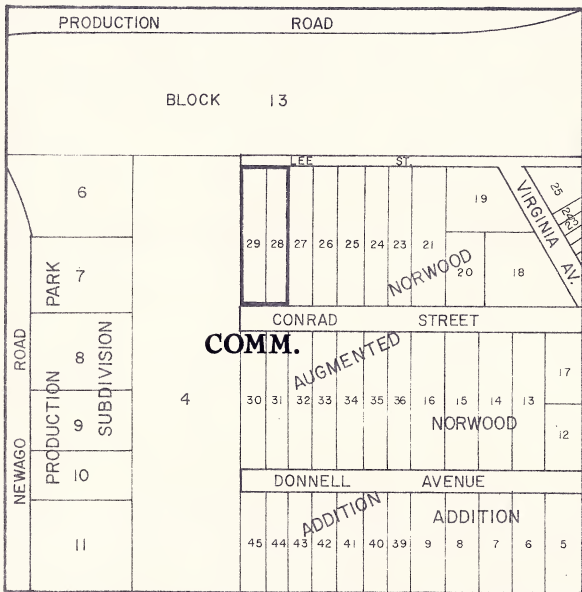 PRODUCTION ROAD
BLOCK 13
LEE ST.
6
29 28 27 26 25 24 23 21
19
20 18
VIRGINIA AV.
25
24
NORWOOD
7
PARK
CONRAD STREET
COMM.
AUGMENTED
NEWAGO ROAD
PRODUCTION
SUBDIVISION
8
4
30 31 32 33 34 35 36 16 15 14 13
17
12
NORWOOD
9
10
DONNELL AVENUE
ADDITION
ADDITION
11
45 44 43 42 41 40 39 9 8 7 6 5